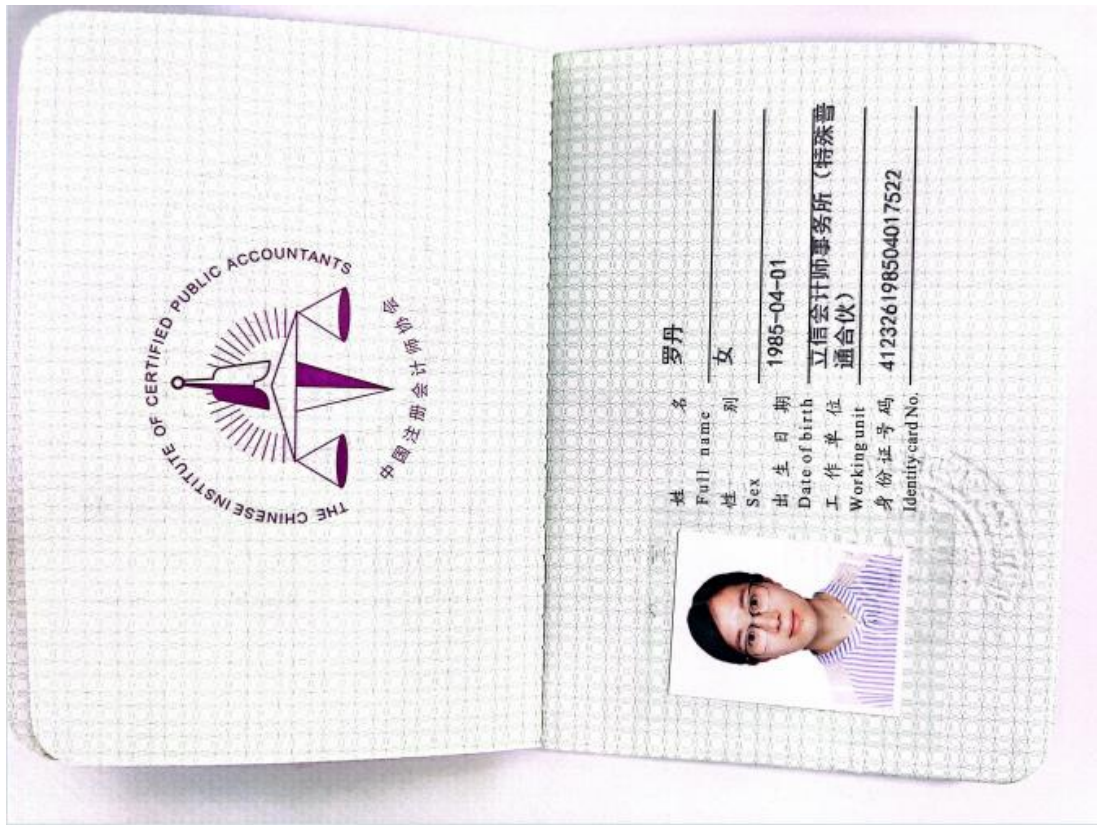 THE CHINESE INSTITUTE OF CERTIFIED PUBLIC ACCOUNTANTS
中国注册会计师协会
姓 名 罗丹
Full name
性 别 女
Sex
出 生 日 期 1985-04-01
Date of birth
工 作 单 位 立信会计师事务所（特殊普
通合伙）
Working unit
身 份 证 号 码 412326198504017522
Identity card No.